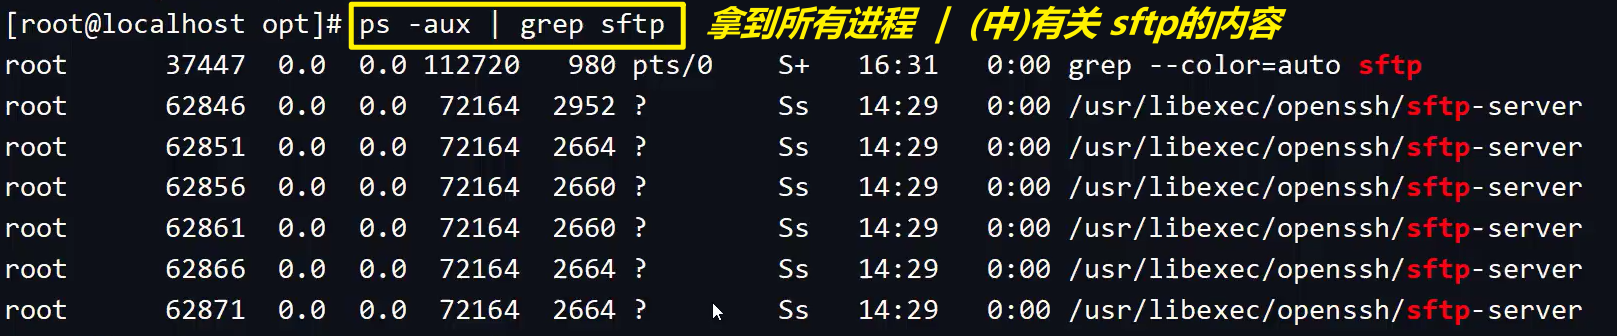 [root@localhost opt]# ps -aux | grep sftp 拿到所有进程 | (中)有关 sftp的内容
root 37447 0.0 0.0 112720 980 pts/0 S+ 16:31 0:00 grep --color=auto sftp
root 62846 0.0 0.0 72164 2952 ? Ss 14:29 0:00 /usr/libexec/openssh/sftp-server
root 62851 0.0 0.0 72164 2664 ? Ss 14:29 0:00 /usr/libexec/openssh/sftp-server
root 62856 0.0 0.0 72164 2660 ? Ss 14:29 0:00 /usr/libexec/openssh/sftp-server
root 62861 0.0 0.0 72164 2660 ? Ss 14:29 0:00 /usr/libexec/openssh/sftp-server
root 62866 0.0 0.0 72164 2664 ? Ss 14:29 0:00 /usr/libexec/openssh/sftp-server
root 62871 0.0 0.0 72164 2664 ? Ss 14:29 0:00 /usr/libexec/openssh/sftp-server